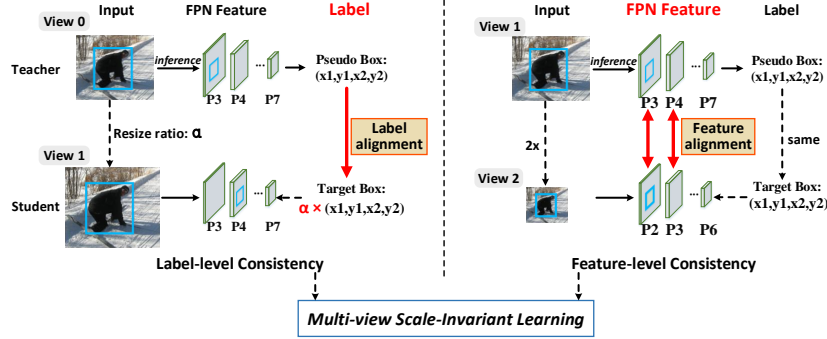 Input FPN Feature Label
View 0
Teacher
inference
P3 P4 ... P7
Pseudo Box:
(x1,y1,x2,y2)
Resize ratio: α
Label
alignment
View 1
Student
P3 P4 ... P7
Target Box:
α × (x1,y1,x2,y2)
Label-level Consistency
Input FPN Feature Label
View 1
inference
P3 P4 ... P7
Pseudo Box:
(x1,y1,x2,y2)
2x
Feature
alignment
same
View 2
P2 P3 ... P6
Target Box:
(x1,y1,x2,y2)
Feature-level Consistency
Multi-view Scale-Invariant Learning